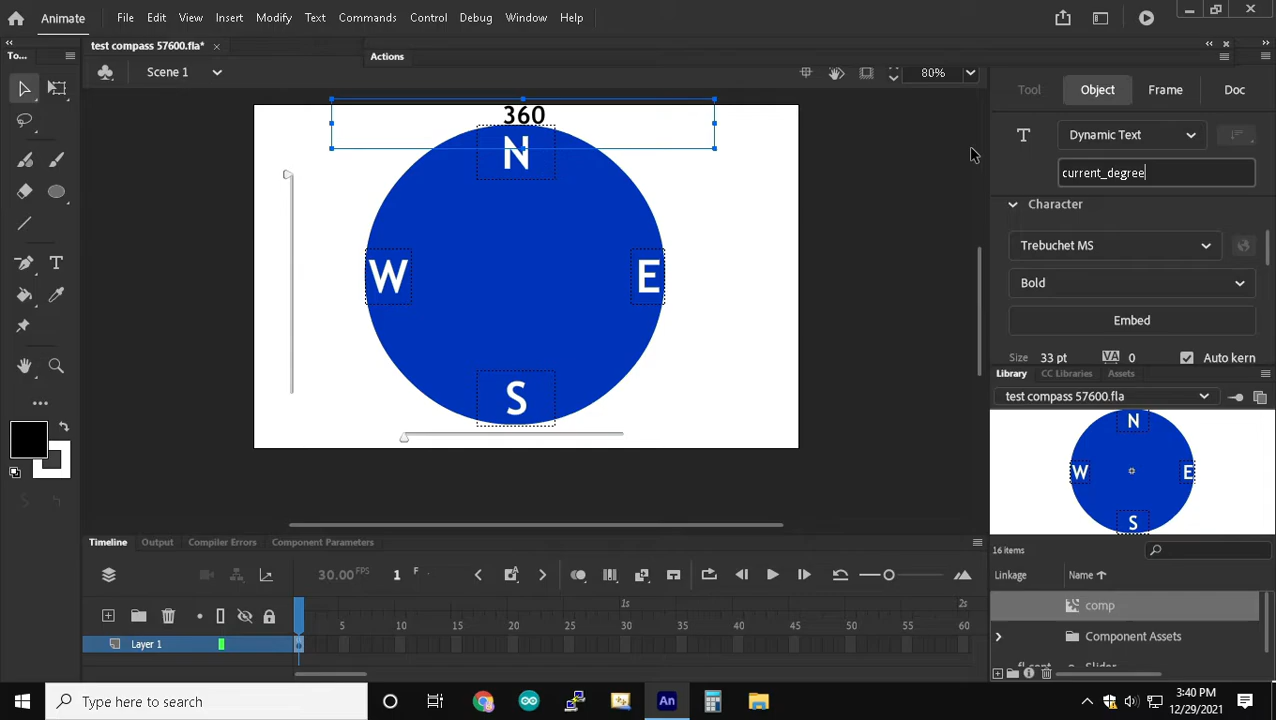 Animate File Edit View Insert Modify Text Commands Control Debug Window Help
test compass 57600.fla*
Actions
To...
Scene 1
80%
Tool Object Frame Doc
Dynamic Text
current_degree
Character
Trebuchet MS
Bold
Embed
Size 33 pt VA 0 Auto kern
360
N
W
E
S
Library CC Libraries Assets
test compass 57600.fla
N
W
E
S
16 items
Linkage Name
comp
Component Assets
Slider
Timeline Output Compiler Errors Component Parameters
30.00 FPS 1 F
1s 2s
5 10 15 20 25 30 35 40 45 50 55 60
Layer 1
Type here to search
An
3:40 PM
12/29/2021